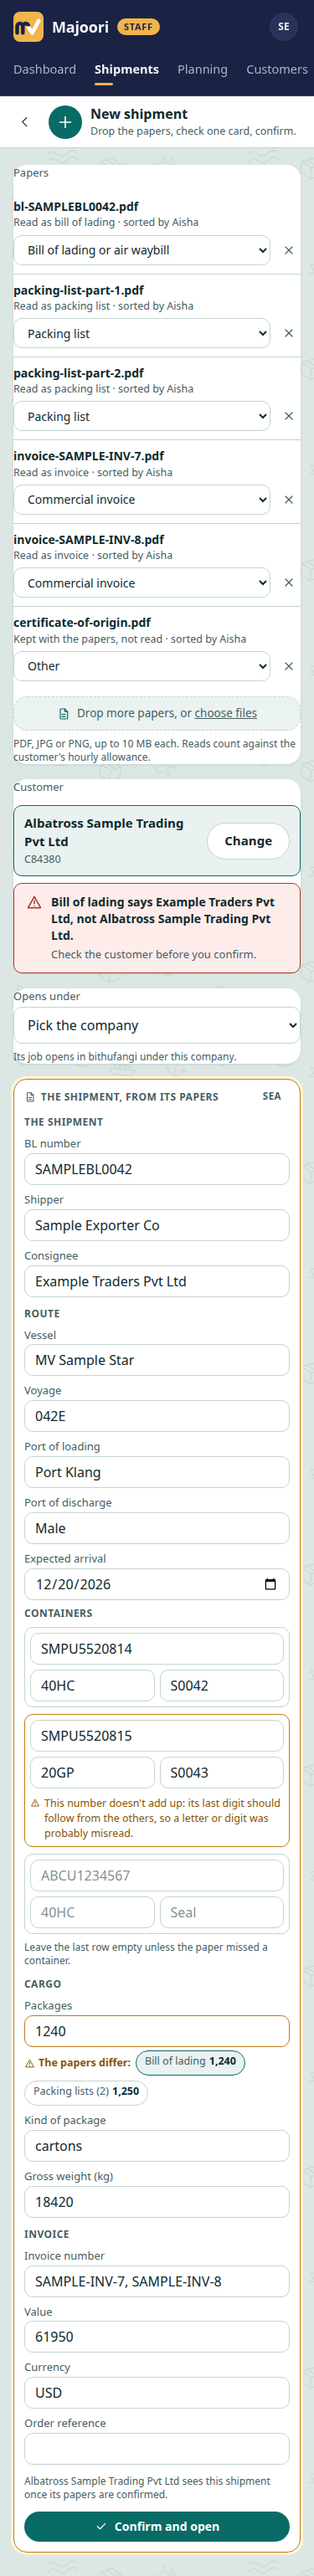 Majoori STAFF SE
Dashboard Shipments Planning Customers
New shipment
Drop the papers, check one card, confirm.
Papers
bl-SAMPLEBL0042.pdf
Read as bill of lading · sorted by Aisha
Bill of lading or air waybill
packing-list-part-1.pdf
Read as packing list · sorted by Aisha
Packing list
packing-list-part-2.pdf
Read as packing list · sorted by Aisha
Packing list
invoice-SAMPLE-INV-7.pdf
Read as invoice · sorted by Aisha
Commercial invoice
invoice-SAMPLE-INV-8.pdf
Read as invoice · sorted by Aisha
Commercial invoice
certificate-of-origin.pdf
Kept with the papers, not read · sorted by Aisha
Other
Drop more papers, or choose files
PDF, JPG or PNG, up to 10 MB each. Reads count against the
customer's hourly allowance.
Customer
Albatross Sample Trading
Pvt Ltd
C84380
Change
Bill of lading says Example Traders Pvt
Ltd, not Albatross Sample Trading Pvt
Ltd.
Check the customer before you confirm.
Opens under
Pick the company
Its job opens in bithufangi under this company.
THE SHIPMENT, FROM ITS PAPERS SEA
THE SHIPMENT
BL number
SAMPLEBL0042
Shipper
Sample Exporter Co
Consignee
Example Traders Pvt Ltd
ROUTE
Vessel
MV Sample Star
Voyage
042E
Port of loading
Port Klang
Port of discharge
Male
Expected arrival
12/20/2026
CONTAINERS
SMPU5520814
40HC S0042
SMPU5520815
20GP S0043
This number doesn't add up: its last digit should
follow from the others, so a letter or digit was
probably misread.
ABCU1234567
40HC Seal
Leave the last row empty unless the paper missed a
container.
CARGO
Packages
1240
The papers differ: Bill of lading 1,240
Packing lists (2) 1,250
Kind of package
cartons
Gross weight (kg)
18420
INVOICE
Invoice number
SAMPLE-INV-7, SAMPLE-INV-8
Value
61950
Currency
USD
Order reference
Albatross Sample Trading Pvt Ltd sees this shipment
once its papers are confirmed.
Confirm and open